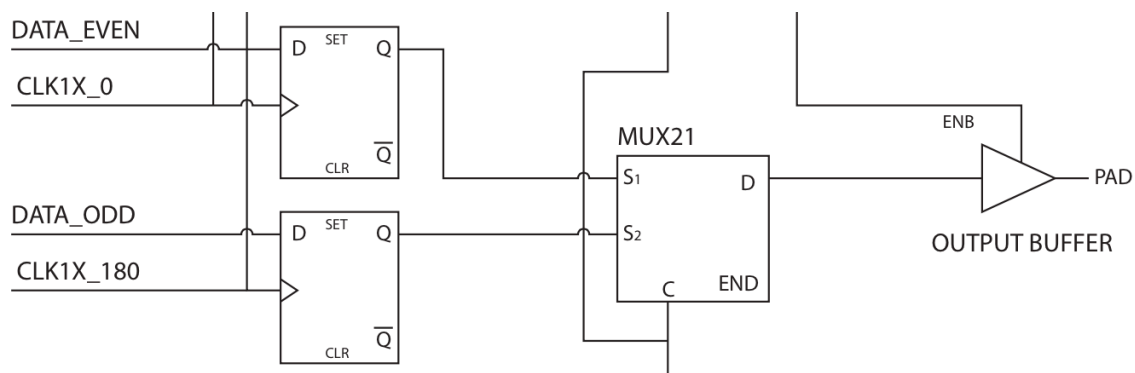 DATA_EVEN
CLK1X_0
D
SET
Q
Q̅
CLR
DATA_ODD
CLK1X_180
D
SET
Q
Q̅
CLR
MUX21
S₁
S₂
D
C
END
ENB
PAD
OUTPUT BUFFER